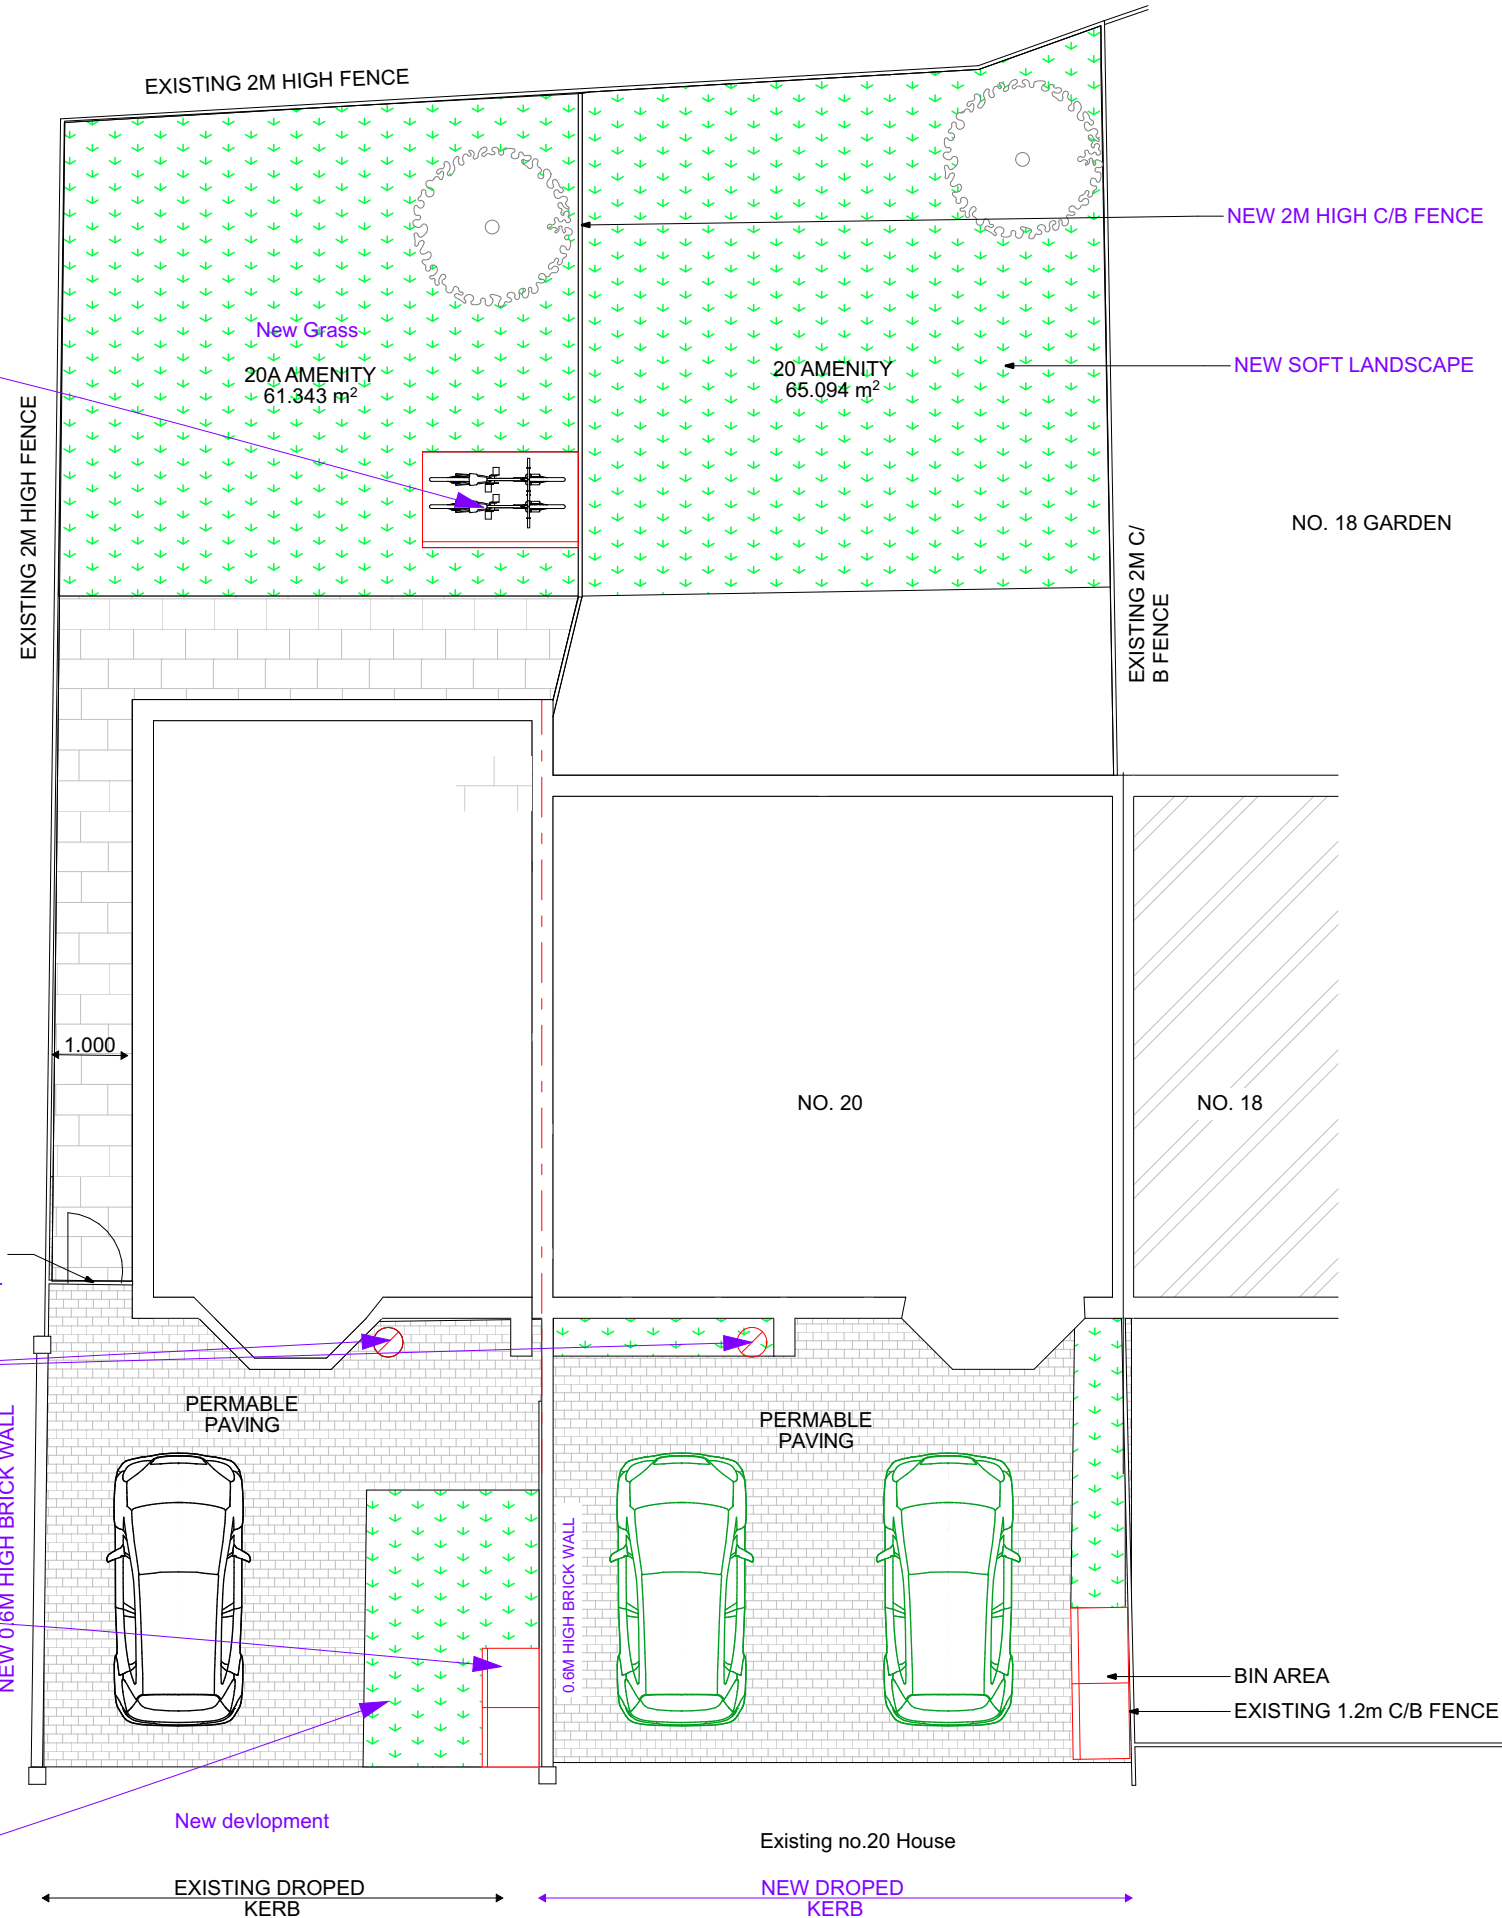 EXISTING 2M HIGH FENCE
NEW 2M HIGH C/B FENCE
New Grass
20A AMENITY
61.343 m²
20 AMENITY
65.094 m²
NEW SOFT LANDSCAPE
EXISTING 2M HIGH FENCE
NO. 18 GARDEN
EXISTING 2M C/
B FENCE
1.000
NO. 20
NO. 18
PERMABLE
PAVING
PERMABLE
PAVING
NEW 0.6M HIGH BRICK WALL
0.6M HIGH BRICK WALL
BIN AREA
EXISTING 1.2m C/B FENCE
New devlopment
Existing no.20 House
EXISTING DROPED
KERB
NEW DROPED
KERB